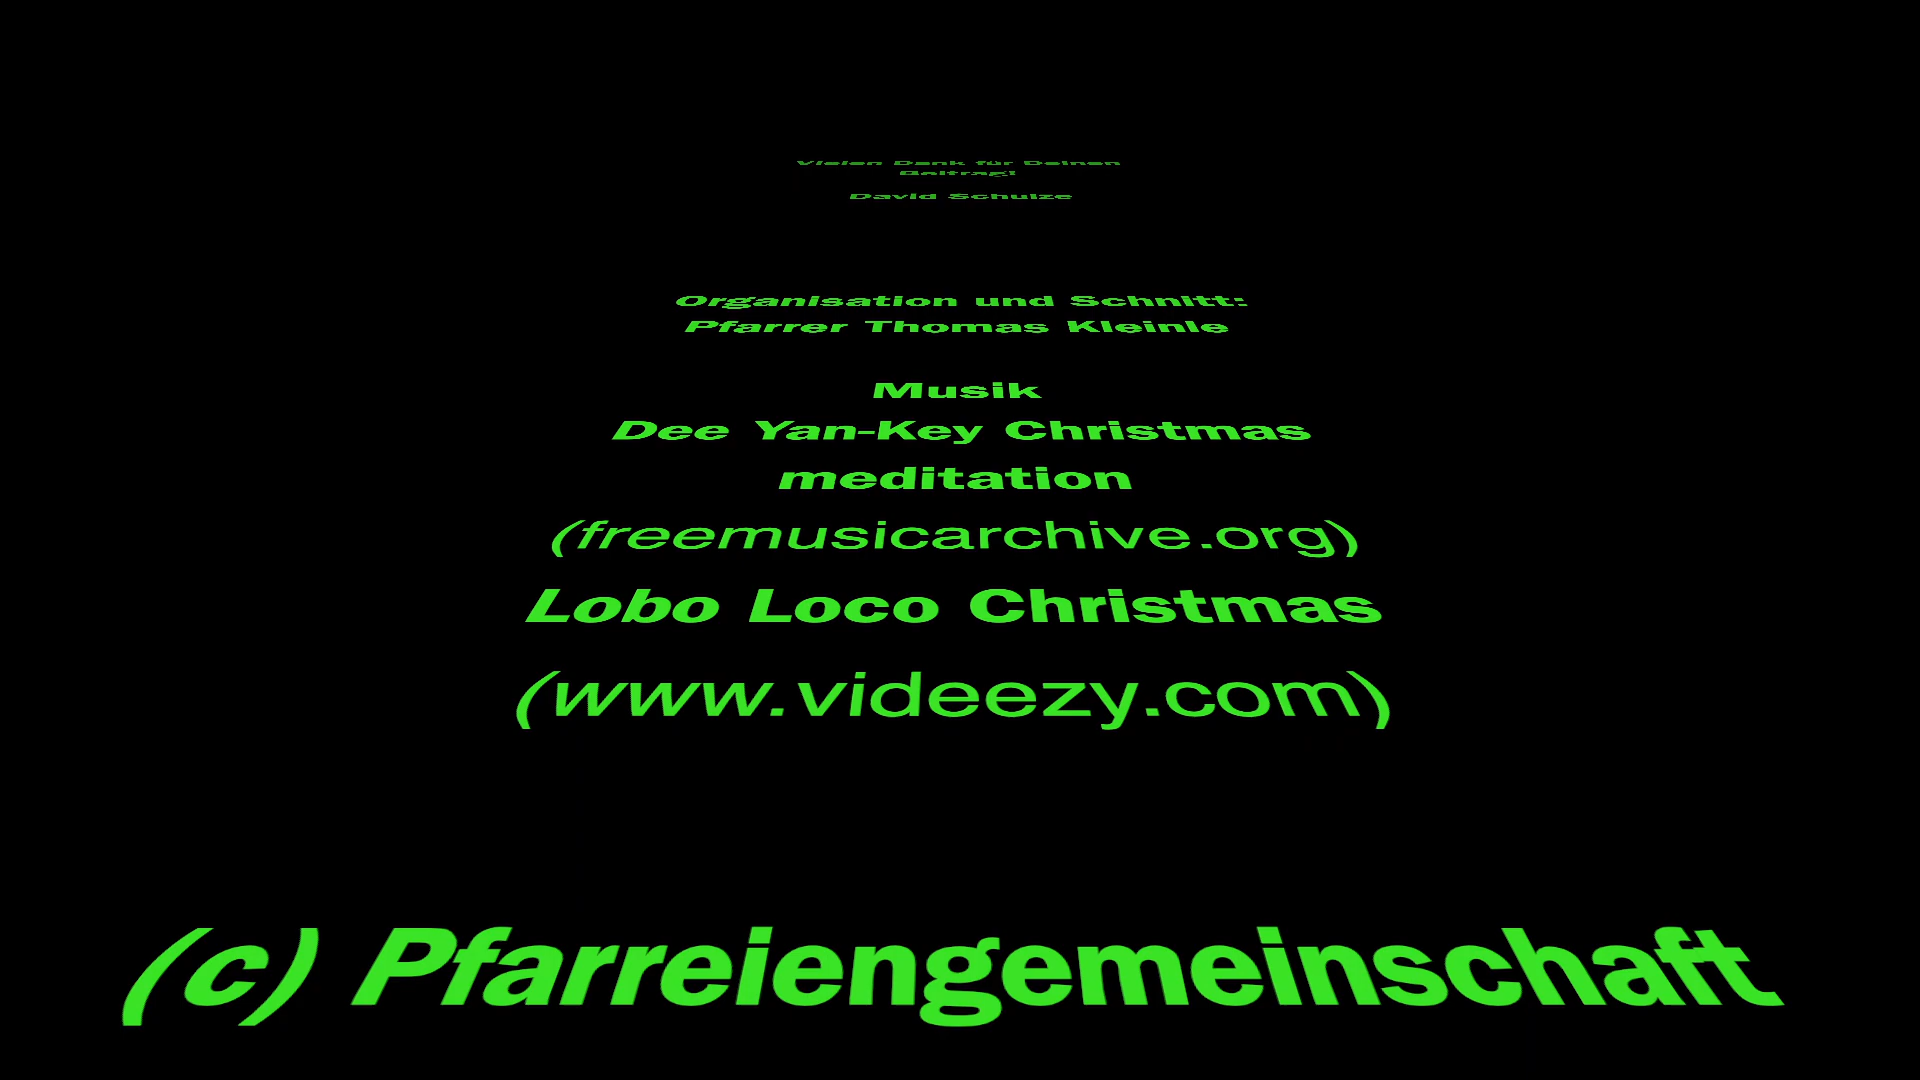 Vielen Dank für Deinen
Beitrag!
David Schulze
Organisation und Schnitt:
Pfarrer Thomas Kleinle
Musik
Dee Yan-Key Christmas
meditation
(freemusicarchive.org)
Lobo Loco Christmas
(www.videezy.com)
(c) Pfarreiengemeinschaft